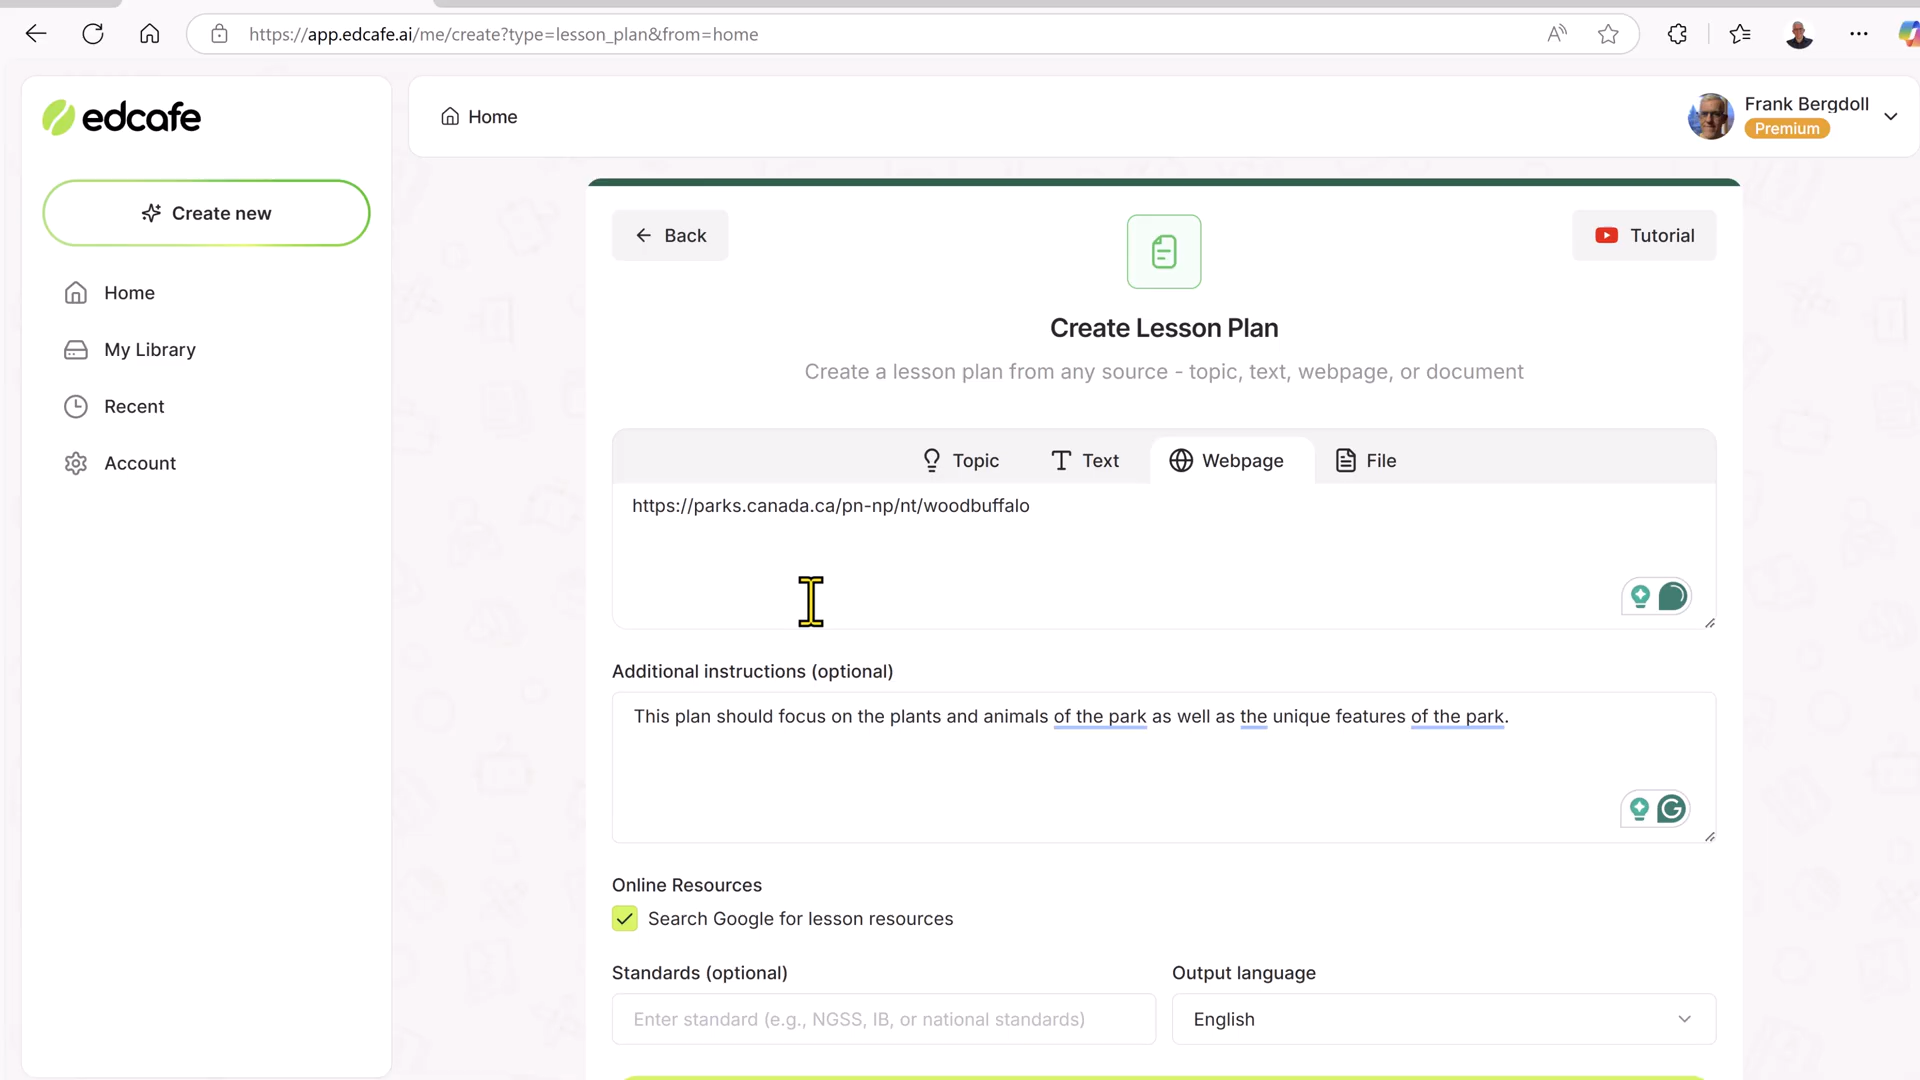 https://app.edcafe.ai/me/create?type=lesson_plan&from=home
edcafe
Home
Frank Bergdoll
Premium
Create new
Home
My Library
Recent
Account
Back
Tutorial
Create Lesson Plan
Create a lesson plan from any source - topic, text, webpage, or document
Topic
Text
Webpage
File
https://parks.canada.ca/pn-np/nt/woodbuffalo
Additional instructions (optional)
This plan should focus on the plants and animals of the park as well as the unique features of the park.
Online Resources
Search Google for lesson resources
Standards (optional)
Output language
Enter standard (e.g., NGSS, IB, or national standards)
English